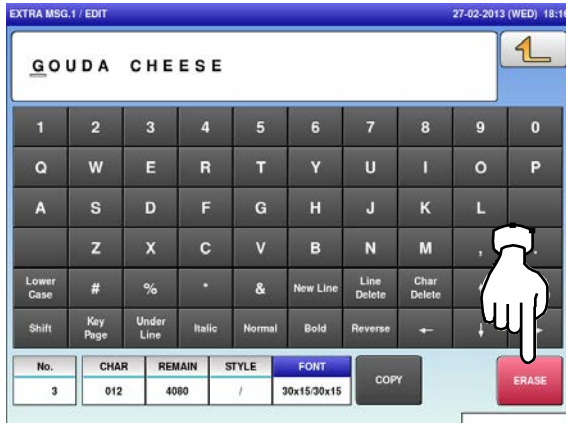 EXTRA MSG.1 / EDIT 27-02-2013 (WED) 18:16
GOUDA CHEESE
1 2 3 4 5 6 7 8 9 0
Q W E R T Y U I O P
A S D F G H J K L
Z X C V B N M , .
Lower Case # % * & New Line Line Delete Char Delete
Shift Key Page Under Line Italic Normal Bold Reverse ← ↓
No. CHAR REMAIN STYLE FONT COPY ERASE
3 012 4080 / 30x15/30x15